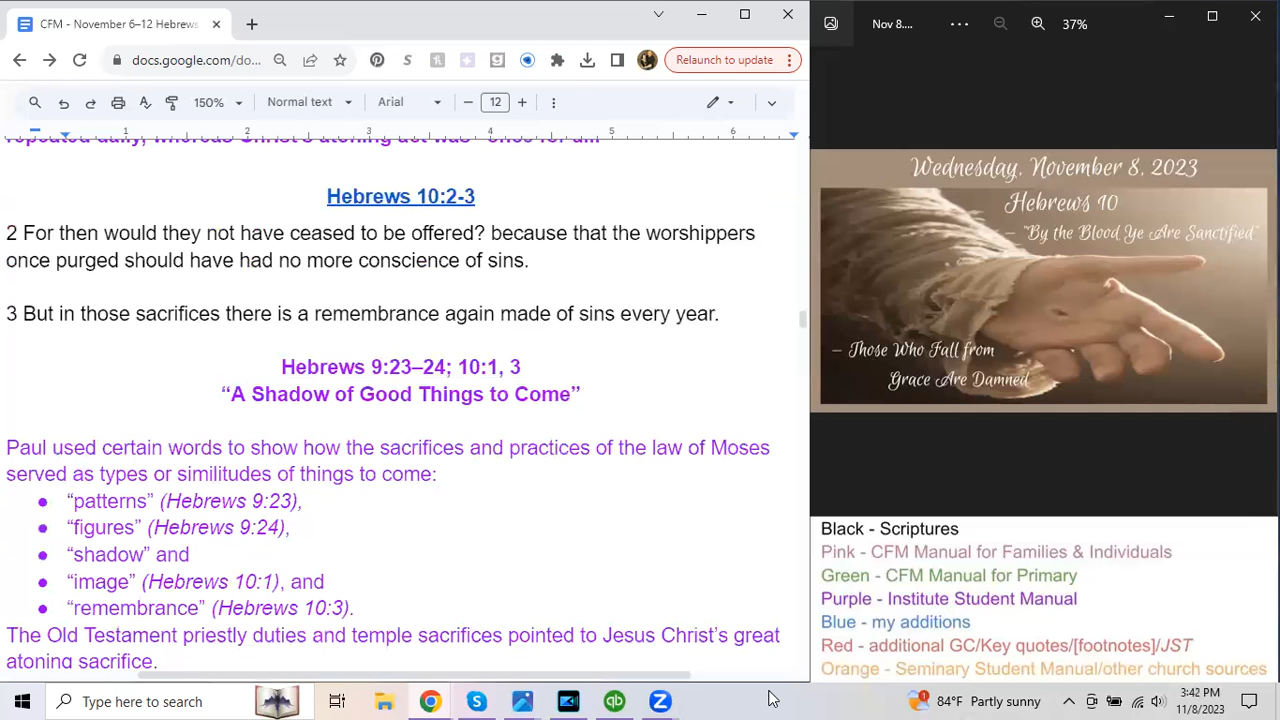 CFM - November 6–12 Hebrews
docs.google.com/do...
Relaunch to update
150%
Normal text
Arial
12
1 2 3 4 5 6
Hebrews 10:2-3
2 For then would they not have ceased to be offered? because that the worshippers
once purged should have had no more conscience of sins.
3 But in those sacrifices there is a remembrance again made of sins every year.
Hebrews 9:23–24; 10:1, 3
“A Shadow of Good Things to Come”
Paul used certain words to show how the sacrifices and practices of the law of Moses
served as types or similitudes of things to come:
● “patterns” (Hebrews 9:23),
● “figures” (Hebrews 9:24),
● “shadow” and
● “image” (Hebrews 10:1), and
● “remembrance” (Hebrews 10:3).
The Old Testament priestly duties and temple sacrifices pointed to Jesus Christ’s great
atoning sacrifice.
Nov 8....
37%
Wednesday, November 8, 2023
Hebrews 10
– “By the Blood Ye Are Sanctified”
– Those Who Fall from
Grace Are Damned
Black - Scriptures
Pink - CFM Manual for Families & Individuals
Green - CFM Manual for Primary
Purple - Institute Student Manual
Blue - my additions
Red - additional GC/Key quotes/[footnotes]/JST
Orange - Seminary Student Manual/other church sources
Type here to search
84°F Partly sunny
3:42 PM
11/8/2023